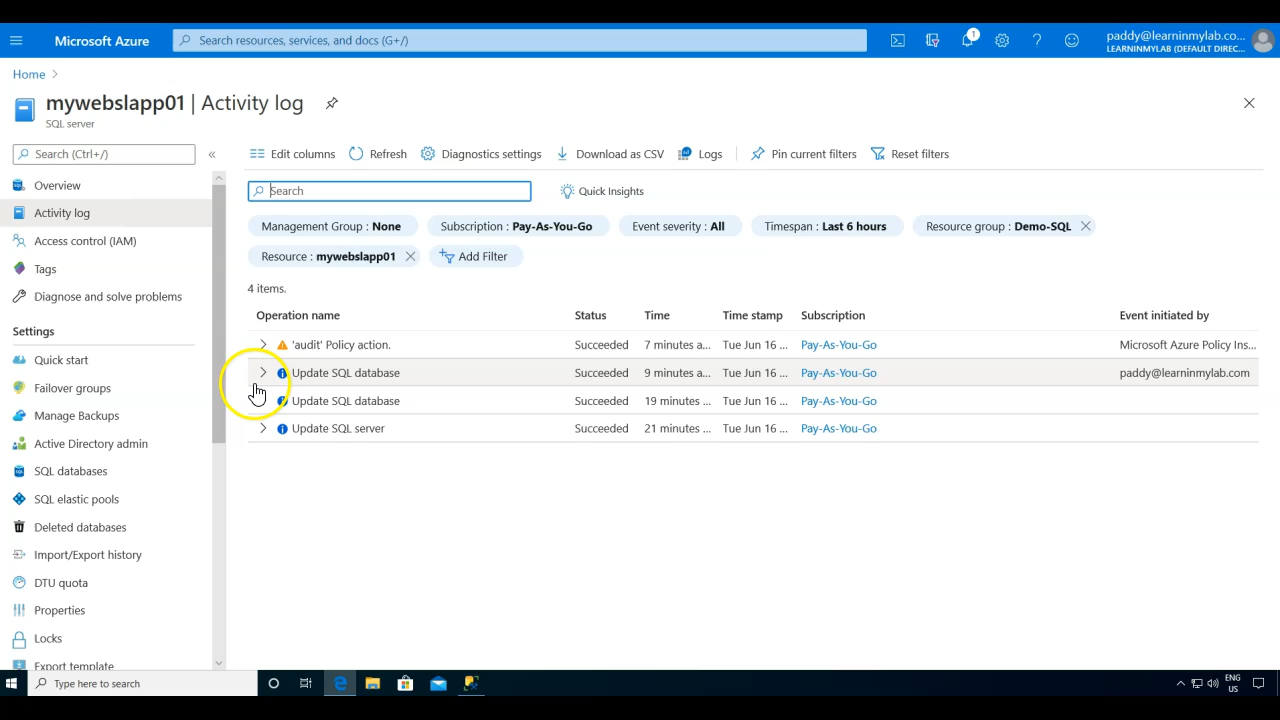 Microsoft Azure
Search resources, services, and docs (G+/)
1
paddy@learninmylab.co...
LEARNINMYLAB (DEFAULT DIREC...
Home
mywebslapp01 | Activity log
SQL server
Search (Ctrl+/)
Overview
Activity log
Access control (IAM)
Tags
Diagnose and solve problems
Settings
Quick start
Failover groups
Manage Backups
Active Directory admin
SQL databases
SQL elastic pools
Deleted databases
Import/Export history
DTU quota
Properties
Locks
Export template
Edit columns Refresh Diagnostics settings Download as CSV Logs Pin current filters Reset filters
Search Quick Insights
Management Group : None Subscription : Pay-As-You-Go Event severity : All Timespan : Last 6 hours Resource group : Demo-SQL
Resource : mywebslapp01 Add Filter
4 items.
Operation name Status Time Time stamp Subscription Event initiated by
'audit' Policy action. Succeeded 7 minutes a... Tue Jun 16 ... Pay-As-You-Go Microsoft Azure Policy Ins...
Update SQL database Succeeded 9 minutes a... Tue Jun 16 ... Pay-As-You-Go paddy@learninmylab.com
Update SQL database Succeeded 19 minutes ... Tue Jun 16 ... Pay-As-You-Go
Update SQL server Succeeded 21 minutes ... Tue Jun 16 ... Pay-As-You-Go
Type here to search
ENG
US